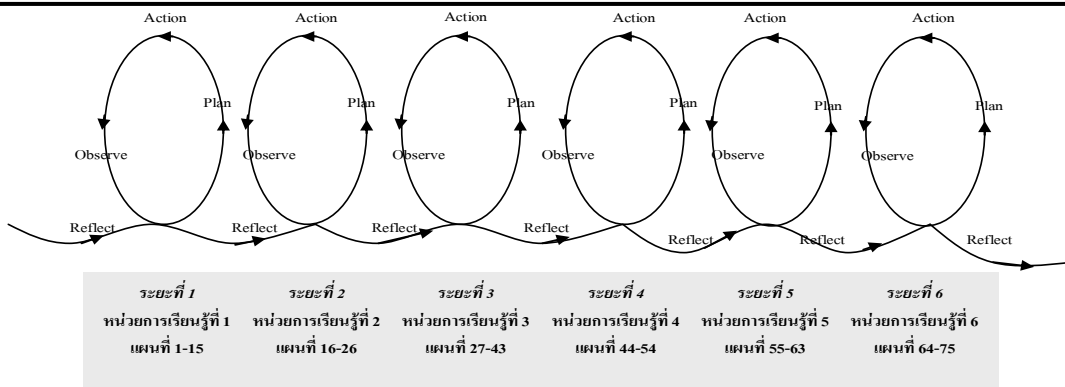 Action Action Action Action Action Action
Plan Plan Plan Plan Plan Plan
Observe Observe Observe Observe Observe Observe
Reflect Reflect Reflect Reflect Reflect Reflect Reflect
ระยะที่ 1 ระยะที่ 2 ระยะที่ 3 ระยะที่ 4 ระยะที่ 5 ระยะที่ 6
หน่วยการเรียนรู้ที่ 1 หน่วยการเรียนรู้ที่ 2 หน่วยการเรียนรู้ที่ 3 หน่วยการเรียนรู้ที่ 4 หน่วยการเรียนรู้ที่ 5 หน่วยการเรียนรู้ที่ 6
แผนที่ 1-15 แผนที่ 16-26 แผนที่ 27-43 แผนที่ 44-54 แผนที่ 55-63 แผนที่ 64-75